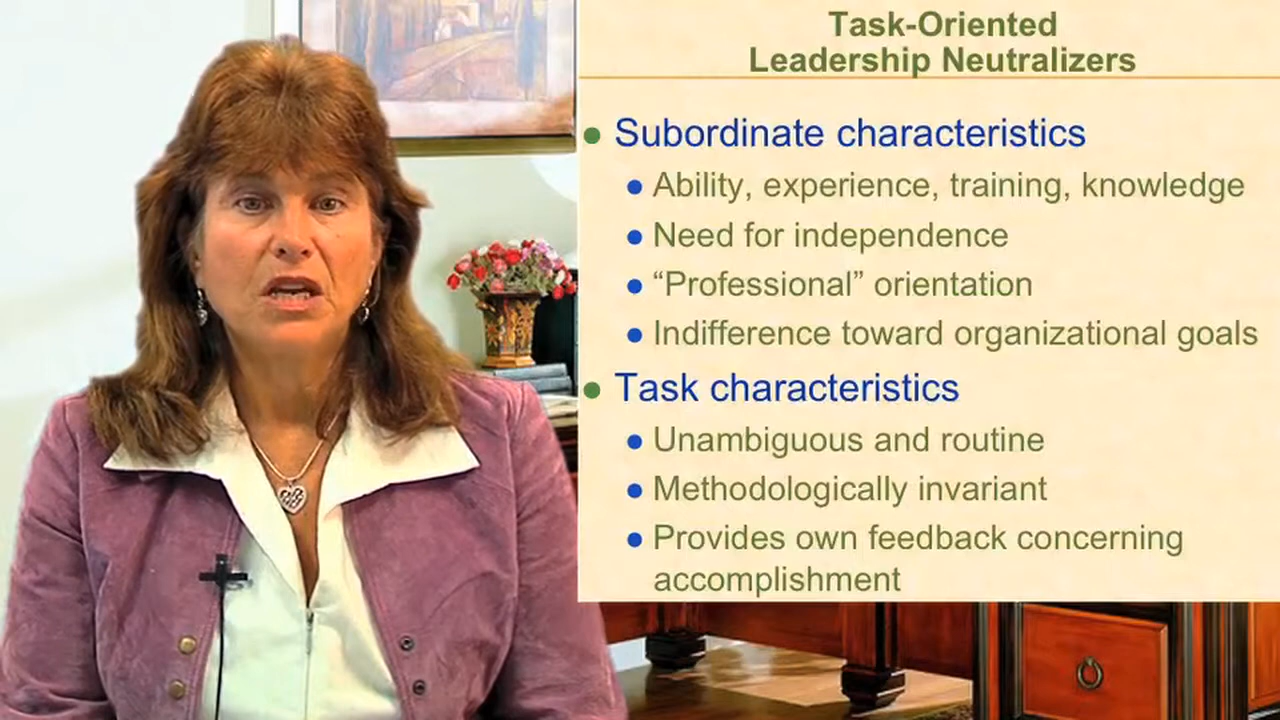 Task-Oriented
Leadership Neutralizers
Subordinate characteristics
Ability, experience, training, knowledge
Need for independence
“Professional” orientation
Indifference toward organizational goals
Task characteristics
Unambiguous and routine
Methodologically invariant
Provides own feedback concerning
accomplishment